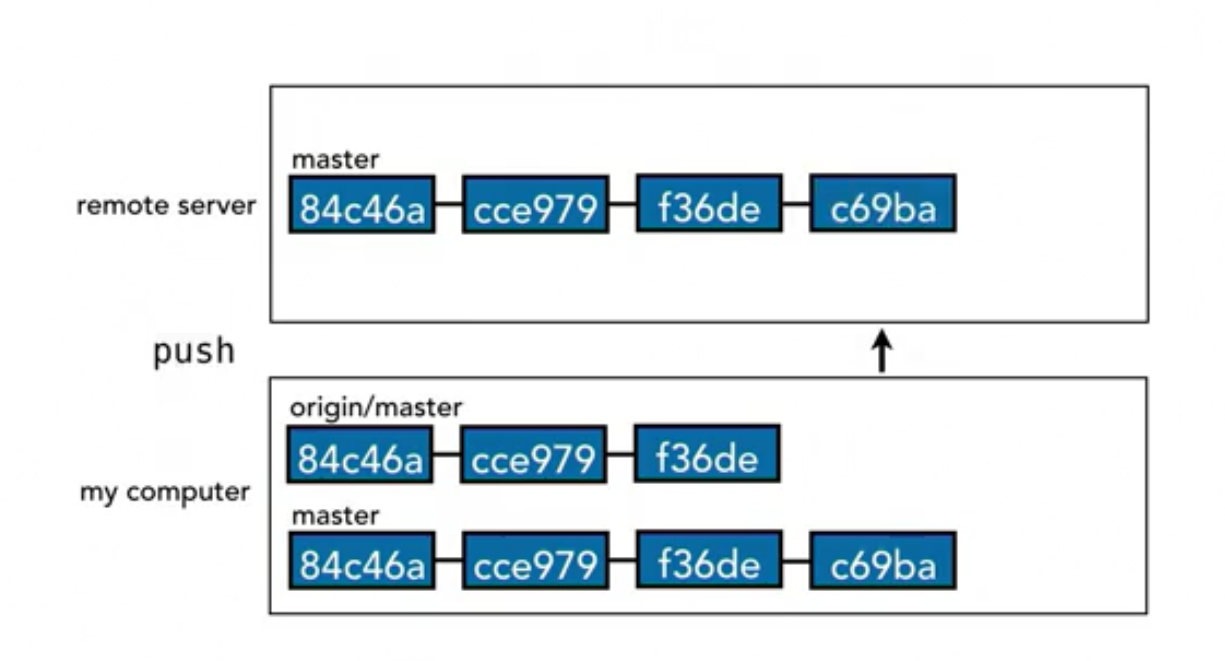 master
remote server
84c46a cce979 f36de c69ba
push
origin/master
84c46a cce979 f36de
my computer
master
84c46a cce979 f36de c69ba